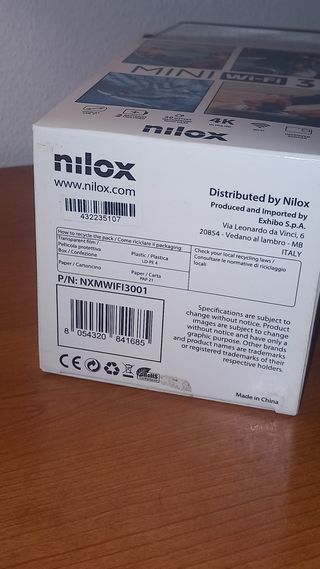 MINI WI-FI 3
4K
nilox
nilox
www.nilox.com
432235107
Distributed by Nilox
Produced and Imported by
Exhibo S.p.A.
Via Leonardo da Vinci, 6
20854 - Vedano al lambro - MB
ITALY
How to recycle the pack / Come riciclare il packaging
Transparent film /
Pellicola protettiva
Plastic / Plastica
LD-PE 4
Box / Confezione
Paper / Cartoncino
Paper / Carta
PAP 21
Check your local recycling laws /
Consultare le normative di riciclaggio
locali
P/N: NXMWIFI3001
8 054320 841685
Specifications are subject to
change without notice. Product
images are subject to change
without notice and have only a
meaning. Other brands
and product names are trademarks
or registered trademarks of their
respective holders.
CE
RoHS
Made in China